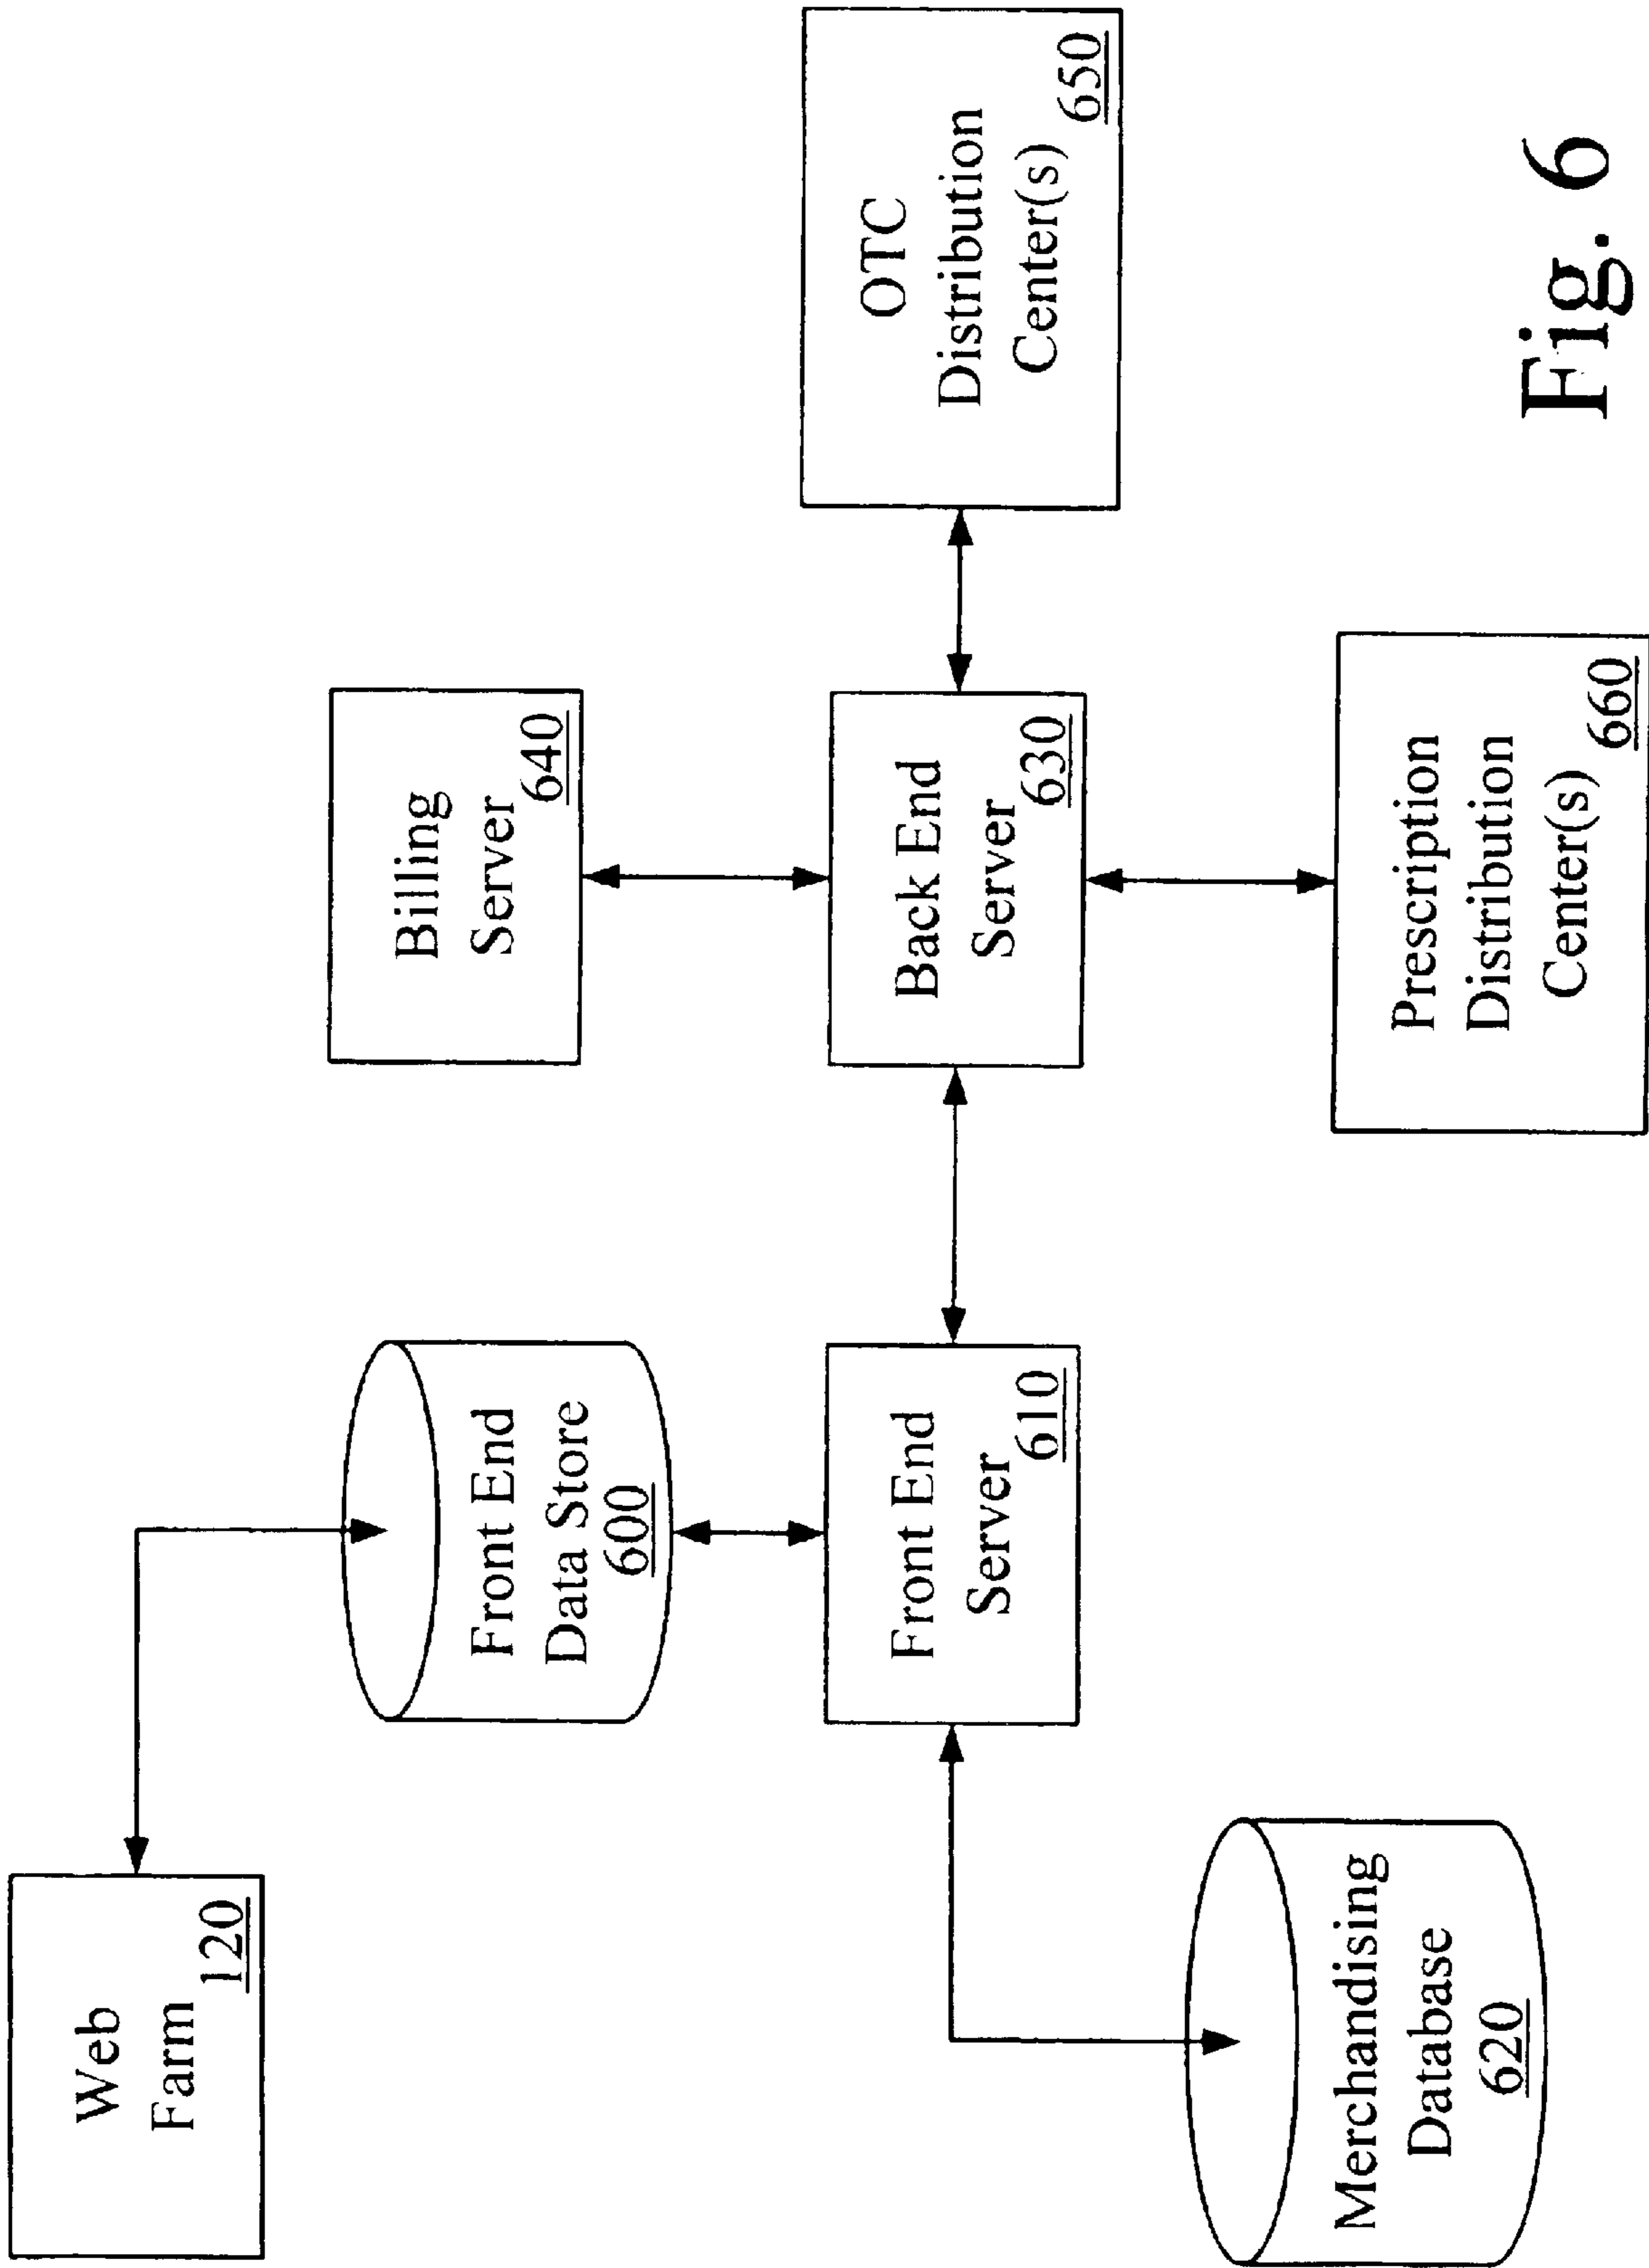 Web
Farm
120
Front End
Data Store
600
Billing
Server
640
Merchandising
Database
620
Front End
Server
610
Back End
Server
630
OTC
Distribution
Center(s)
650
Prescription
Distribution
Center(s)
660
Fig. 6